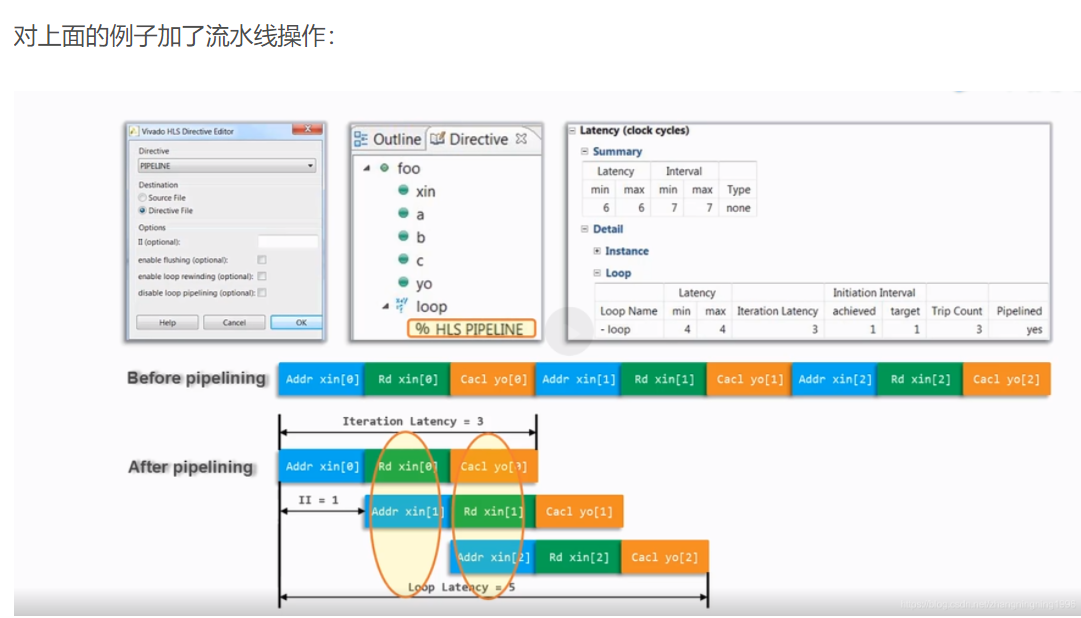 对上面的例子加了流水线操作：
Vivado HLS Directive Editor
Directive
PIPELINE
Destination
Source File
Directive File
Options
II (optional):
enable flushing (optional):
enable loop rewinding (optional):
disable loop pipelining (optional):
Help Cancel OK
Outline Directive
foo
xin
a
b
c
yo
loop
% HLS PIPELINE
Latency (clock cycles)
Summary
Latency Interval
min max min max Type
6 6 7 7 none
Detail
Instance
Loop
Latency Initiation Interval
Loop Name min max Iteration Latency achieved target Trip Count Pipelined
- loop 4 4 3 1 1 3 yes
Before pipelining Addr xin[0] Rd xin[0] Cacl yo[0] Addr xin[1] Rd xin[1] Cacl yo[1] Addr xin[2] Rd xin[2] Cacl yo[2]
Iteration Latency = 3
After pipelining Addr xin[0] Rd xin[0] Cacl yo[0]
II = 1
Addr xin[1] Rd xin[1] Cacl yo[1]
Addr xin[2] Rd xin[2] Cacl yo[2]
Loop Latency = 5